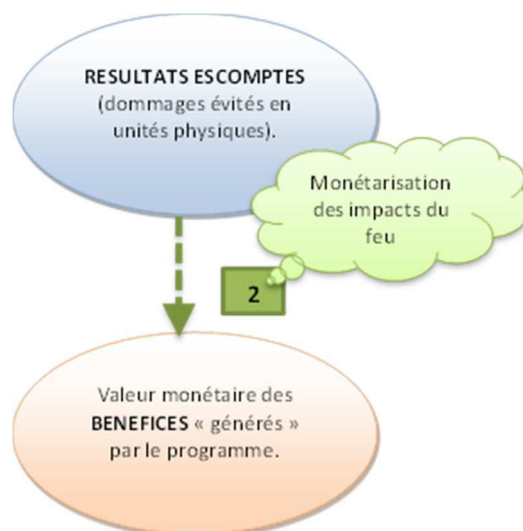 RESULTATS ESCOMPTES
(dommages évités en
unités physiques).
Monétarisation
des impacts du
feu
2
Valeur monétaire des
BENEFICES « générés »
par le programme.